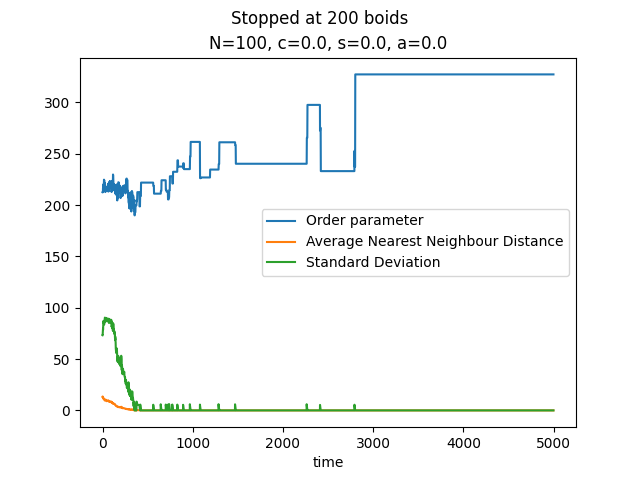 Stopped at 200 boids
N=100, c=0.0, s=0.0, a=0.0
300
250
200
150
100
50
0
Order parameter
Average Nearest Neighbour Distance
Standard Deviation
0 1000 2000 3000 4000 5000
time